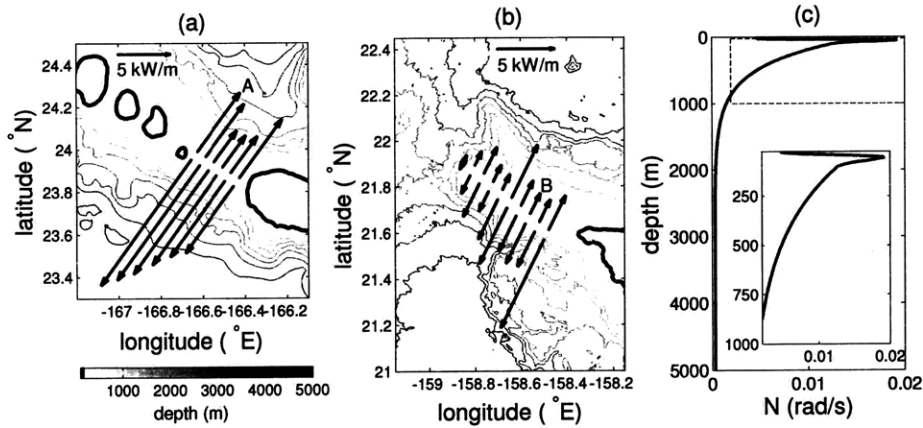 (a)
24.4
24.2
24
23.8
23.6
23.4
latitude (°N)
5 kW/m
A
-167 -166.8 -166.6 -166.4 -166.2
longitude (°E)
1000 2000 3000 4000 5000
depth (m)
(b)
22.4
22.2
22
21.8
21.6
21.4
21.2
21
latitude (°N)
5 kW/m
B
-159 -158.8 -158.6 -158.4 -158.2
longitude (°E)
(c)
0
1000
2000
3000
4000
5000
depth (m)
250
500
750
1000
0.01 0.02
0 0.01 0.02
N (rad/s)